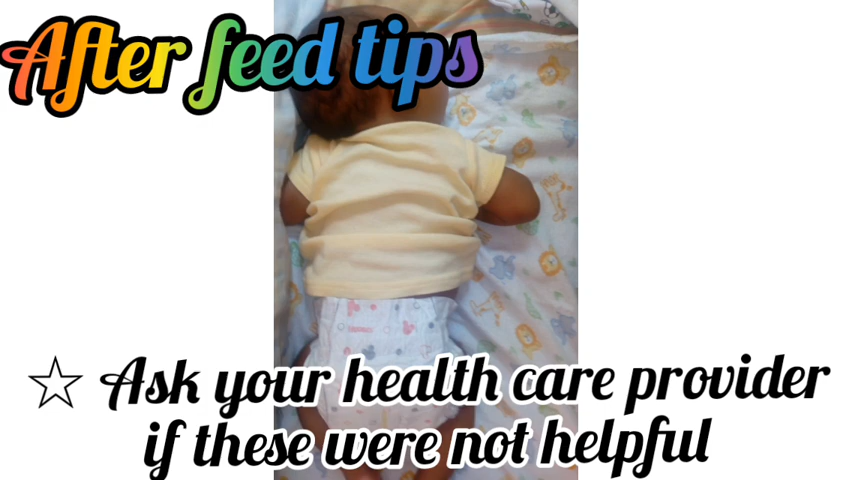 After feed tips
☆ Ask your health care provider
if these were not helpful